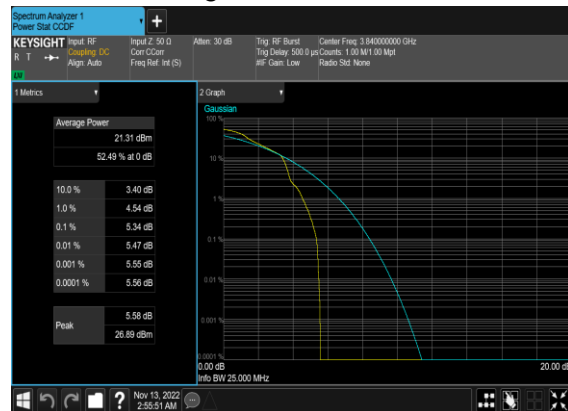 Spectrum Analyzer 1
Power Stat CCDF
KEYSIGHT
R T
LW
Input: RF
Coupling: DC
Align: Auto
Input Z: 50 Ω
Corr CCorr
Freq Ref: Int (S)
Atten: 30 dB
Trig: RF Burst
Trig Delay: 500.0 µs
#IF Gain: Low
Center Freq: 3.840000000 GHz
Counts: 1.00 M/1.00 Mpt
Radio Std: None
1 Metrics
Average Power
21.31 dBm
52.49 % at 0 dB
10.0 % 3.40 dB
1.0 % 4.54 dB
0.1 % 5.34 dB
0.01 % 5.47 dB
0.001 % 5.55 dB
0.0001 % 5.56 dB
Peak
5.58 dB
26.89 dBm
2 Graph
Gaussian
100 %
10 %
1 %
0.1 %
0.01 %
0.001 %
0.0001 %
0.00 dB
20.00 dB
Info BW 25.000 MHz
?
Nov 13, 2022
2:55:51 AM